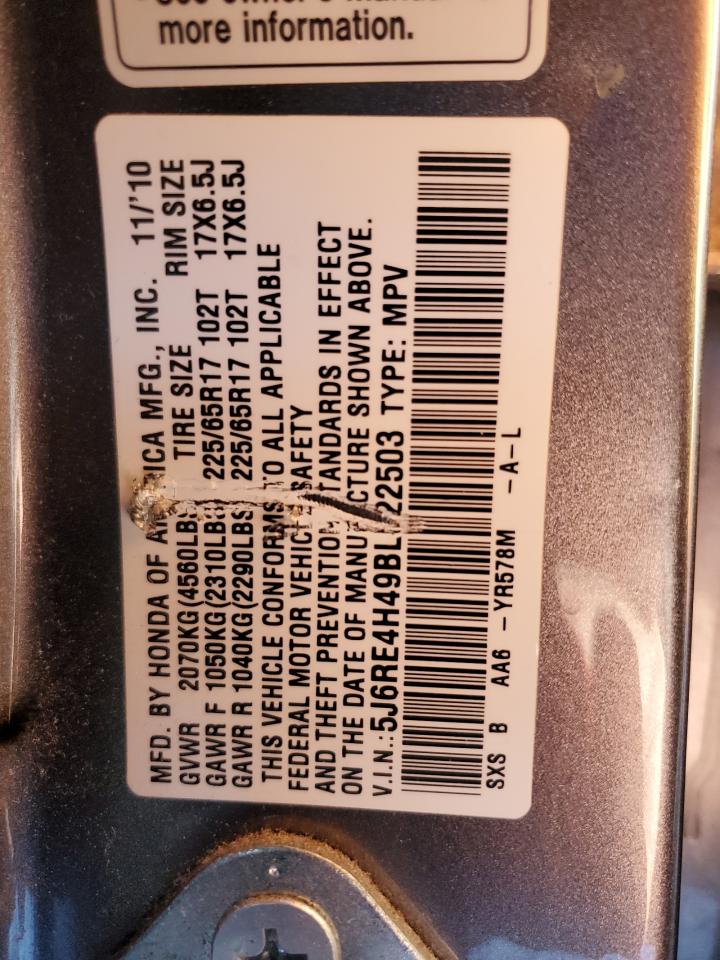 more information.
MFD. BY HONDA OF AMERICA MFG., INC. 11/'10
GVWR 2070KG(4560LBS) TIRE SIZE RIM SIZE
GAWR F 1050KG(2310LBS) 225/65R17 102T 17X6.5J
GAWR R 1040KG(2290LBS) 225/65R17 102T 17X6.5J
THIS VEHICLE CONFORMS TO ALL APPLICABLE
FEDERAL MOTOR VEHICLE SAFETY
AND THEFT PREVENTION STANDARDS IN EFFECT
ON THE DATE OF MANUFACTURE SHOWN ABOVE.
V.I.N.: 5J6RE4H49BL 22503 TYPE: MPV
SXS B AA6 -YR578M -A-L